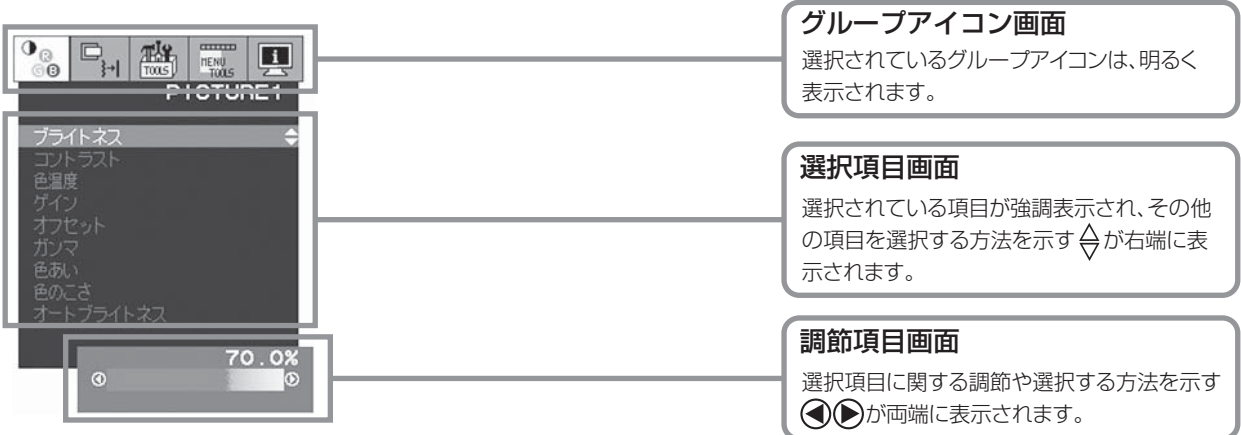 R
G B
TOOLS
MENU
TOOLS
i
PICTURE1
ブライトネス
コントラスト
色温度
ゲイン
オフセット
ガンマ
色あい
色のこさ
オートブライトネス
70.0%
グループアイコン画面
選択されているグループアイコンは、明るく
表示されます。
選択項目画面
選択されている項目が強調表示され、その他
の項目を選択する方法を示す が右端に表
示されます。
調節項目画面
選択項目に関する調節や選択する方法を示す
が両端に表示されます。